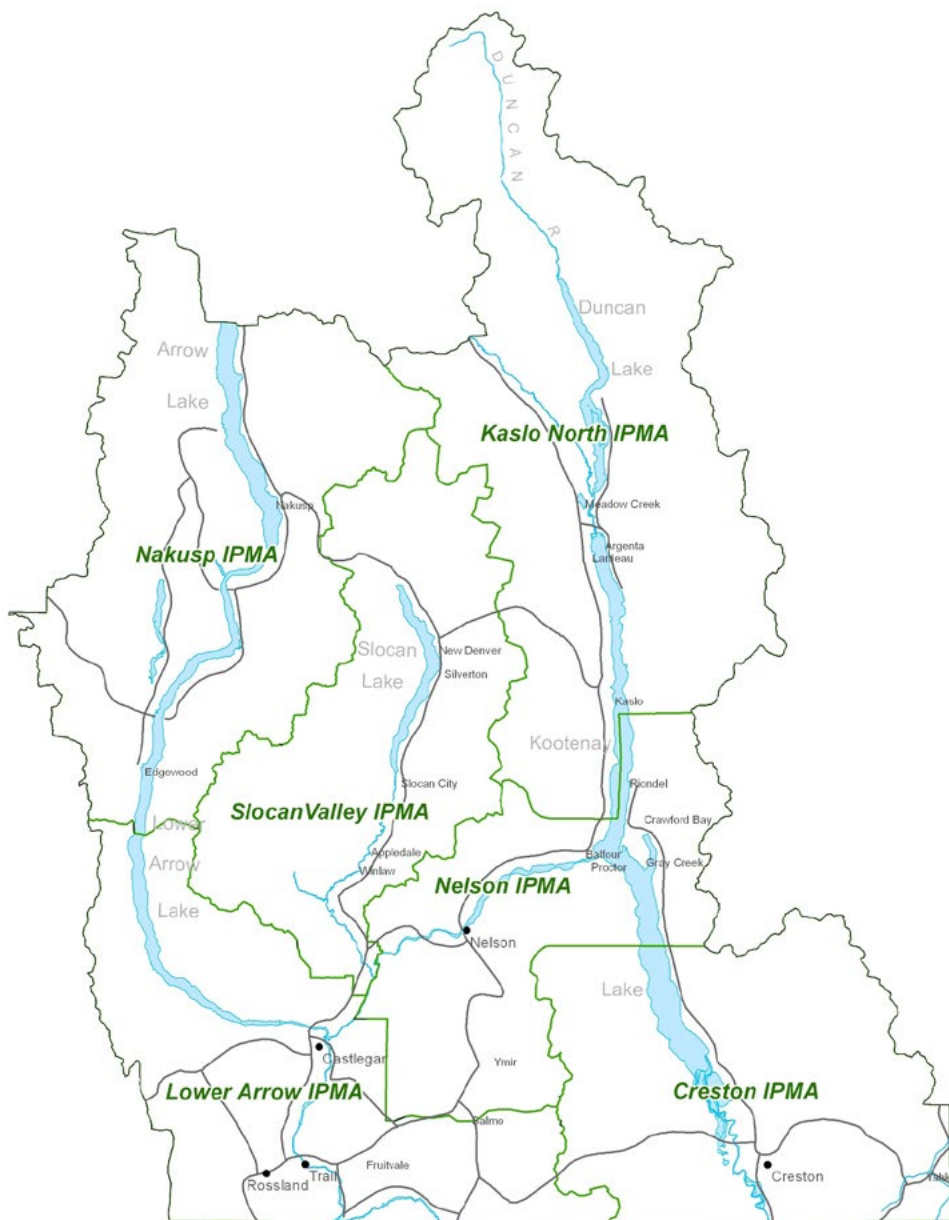 DUNCAN
R
Duncan
Lake
Arrow
Lake
Kaslo North IPMA
Nakusp
Meadow Creek
Argenta
Nakusp IPMA
Slocan
Lake
New Denver
Silverton
Kaslo
Kootenay
Edgewood
Slocan City
Riondel
SlocanValley IPMA
Lower
Crawford Bay
Arrow
Appledale
Winlaw
Balfour
Proctor
Gray Creek
Nelson IPMA
Lake
Nelson
Lake
Castlegar
Ymir
Lower Arrow IPMA
Creston IPMA
Salmo
Fruitvale
Trail
Rossland
Creston